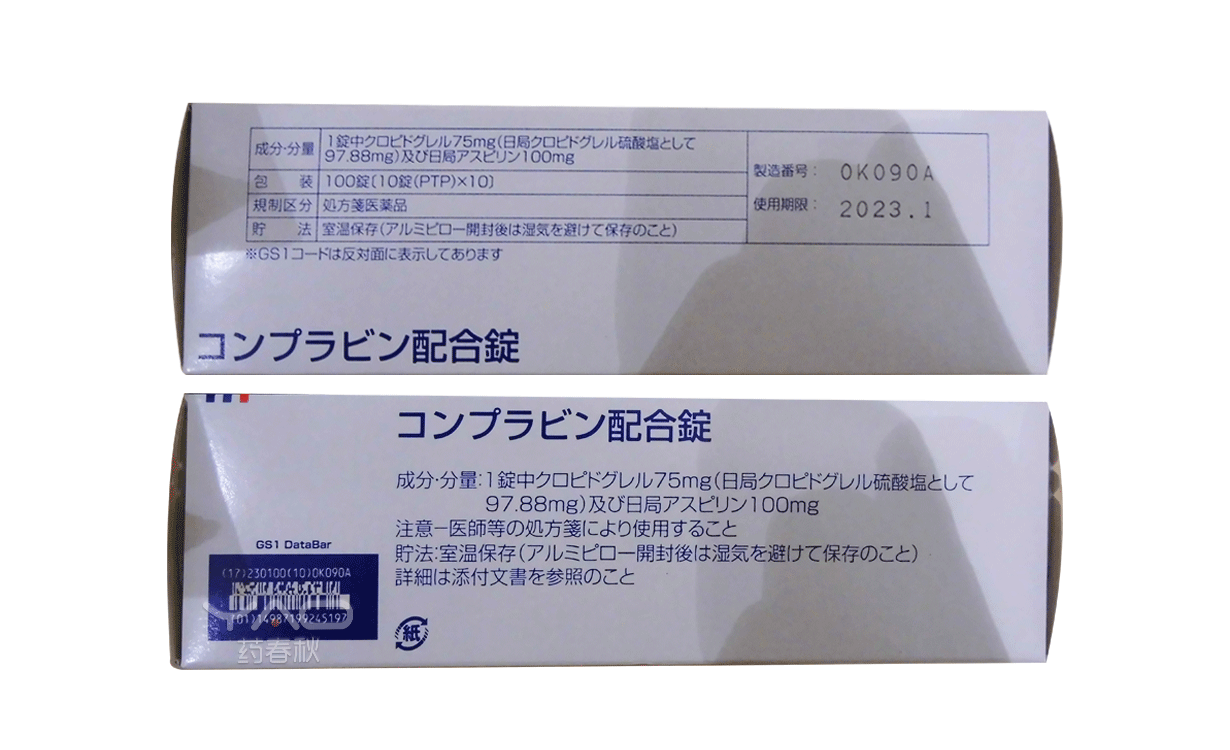 成分・分量 1錠中クロピドグレル75mg(日局クロピドグレル硫酸塩として
97.88mg)及び日局アスピリン100mg
包 装 100錠〔10錠(PTP)×10〕
規制区分 処方箋医薬品
貯 法 室温保存(アルミピロー開封後は湿気を避けて保存のこと)
製造番号： 0K090A
使用期限： 2023.1
※GS1コードは反対面に表示してあります
コンプラビン配合錠
コンプラビン配合錠
成分・分量:1錠中クロピドグレル75mg(日局クロピドグレル硫酸塩として
97.88mg)及び日局アスピリン100mg
注意－医師等の処方箋により使用すること
貯法:室温保存(アルミピロー開封後は湿気を避けて保存のこと)
詳細は添付文書を参照のこと
GS1 DataBar
(17)230100(10)0K090A
(01)14987199245197
YAO
药春秋
紙